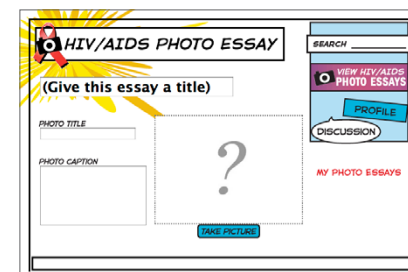 HIV/AIDS PHOTO ESSAY
(Give this essay a title)
PHOTO TITLE
PHOTO CAPTION
?
TAKE PICTURE
SEARCH
VIEW HIV/AIDS
PHOTO ESSAYS
PROFILE
DISCUSSION
MY PHOTO ESSAYS